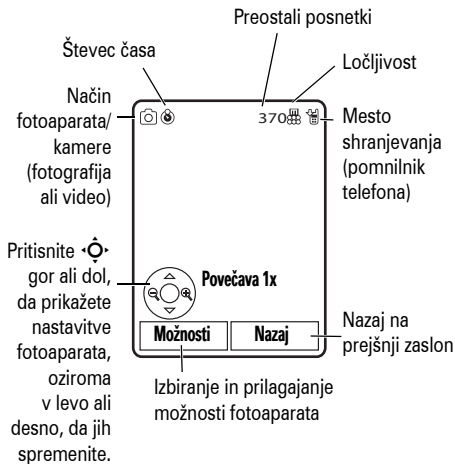 Preostali posnetki
Števec časa
Ločljivost
Način
fotoaparata/
kamere
(fotografija
ali video)
370
Mesto
shranjevanja
(pomnilnik
telefona)
Pritisnite
gor ali dol,
da prikažete
nastavitve
fotoaparata,
oziroma
v levo ali
desno, da jih
spremenite.
Povečava 1x
Možnosti
Nazaj
Nazaj na
prejšnji zaslon
Izbiranje in prilagajanje
možnosti fotoaparata